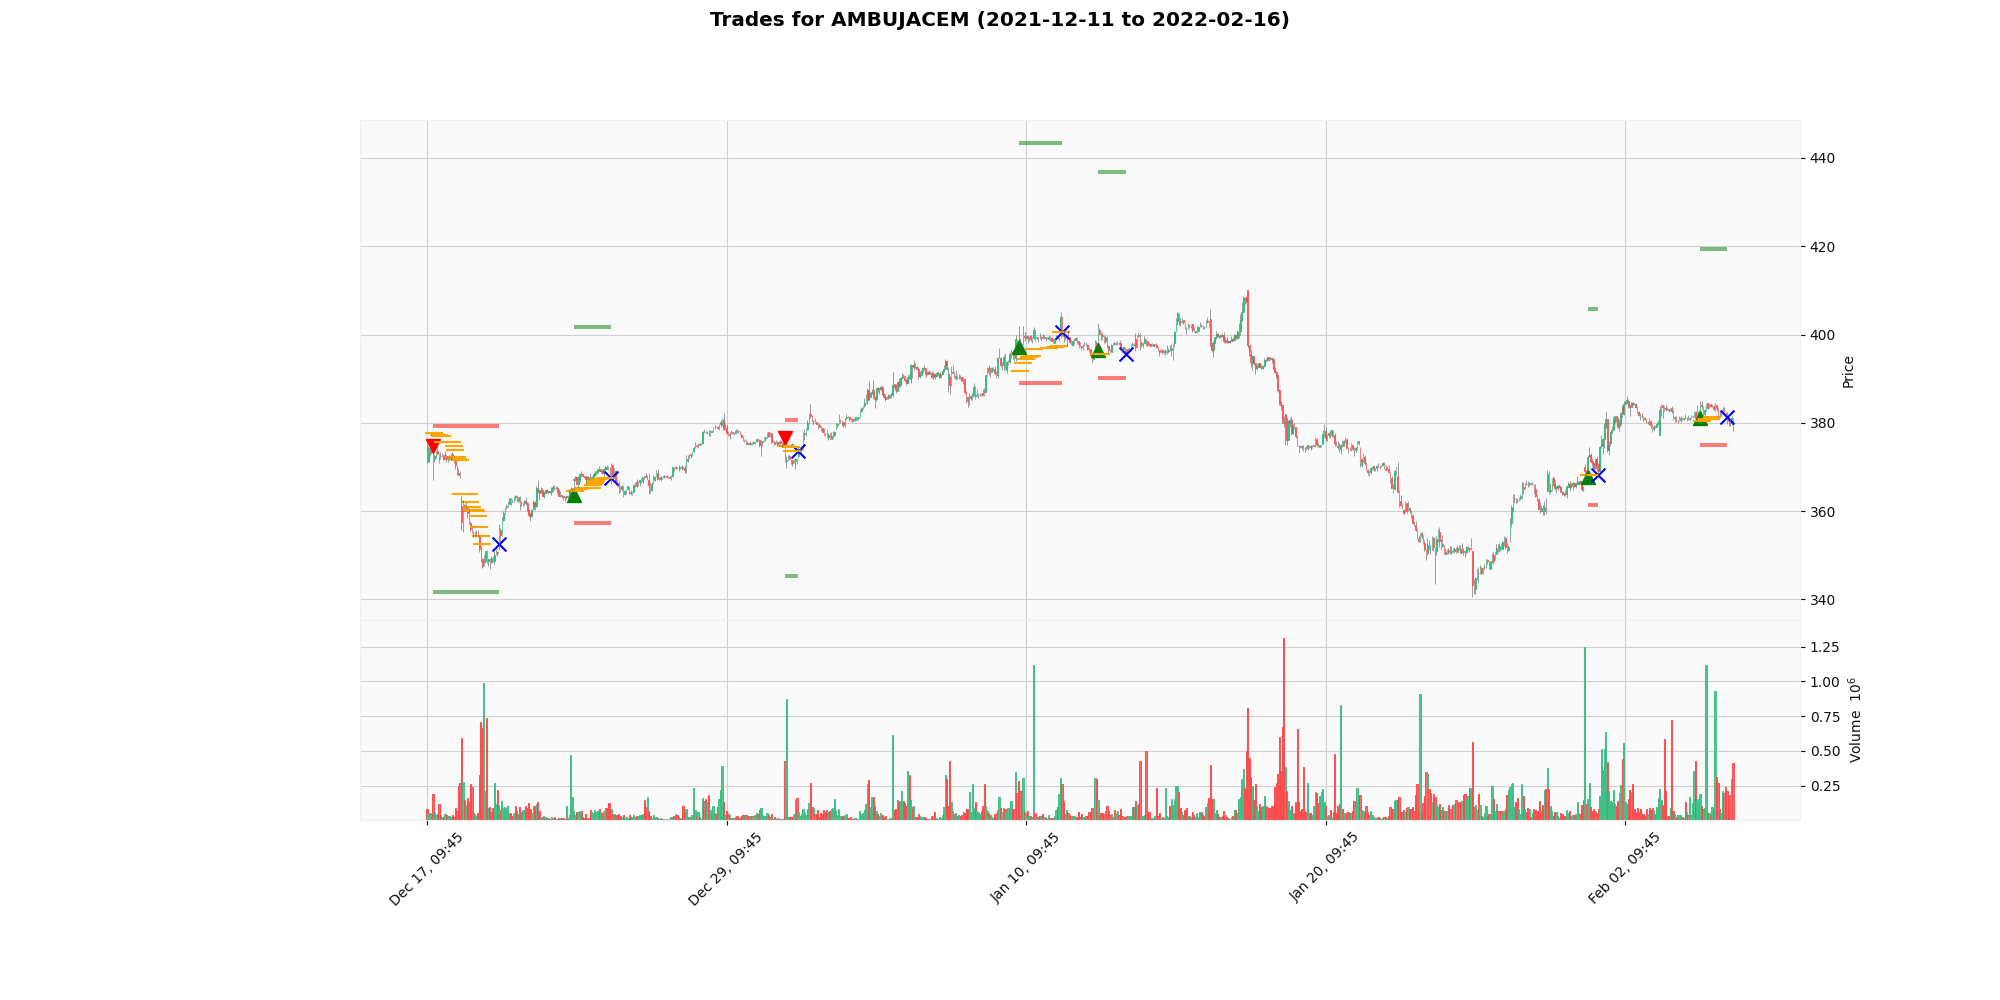 Trades for AMBUJACEM (2021-12-11 to 2022-02-16)
440
420
400
380
360
340
Price
1.25
1.00
0.75
0.50
0.25
Volume 10^6
Dec 17, 09:45
Dec 29, 09:45
Jan 10, 09:45
Jan 20, 09:45
Feb 02, 09:45